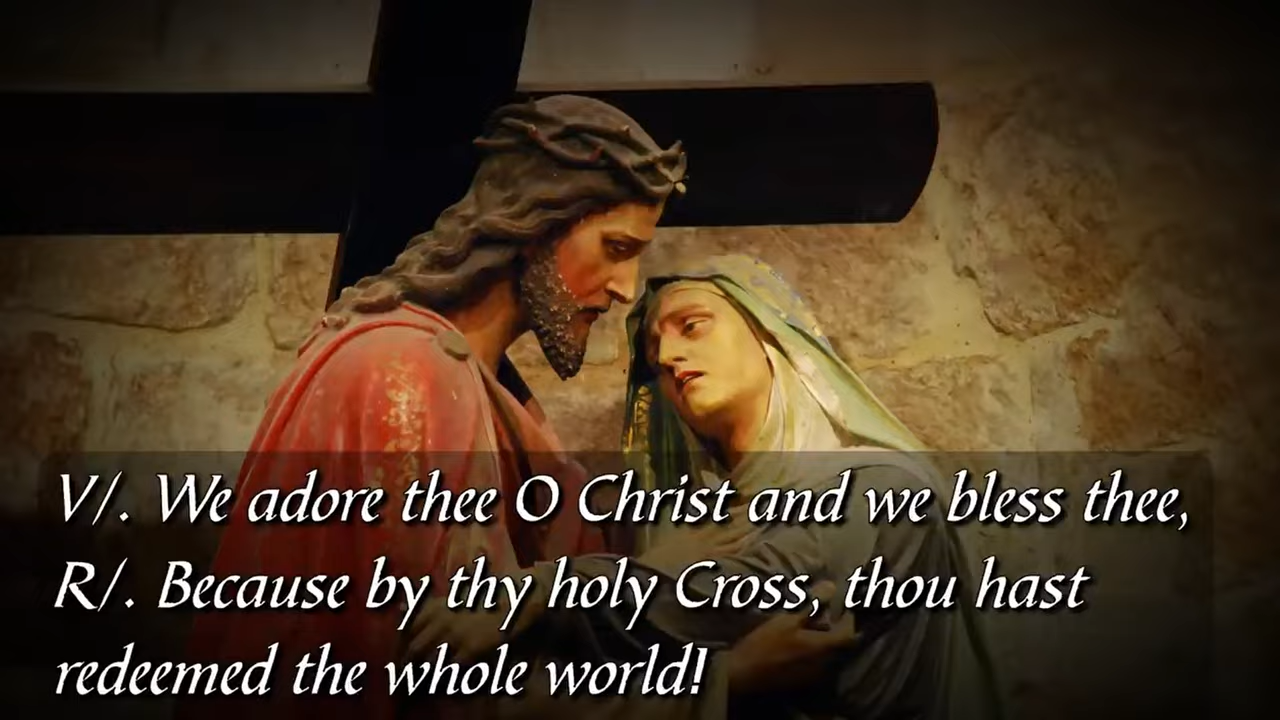 V/. We adore thee O Christ and we bless thee,
R/. Because by thy holy Cross, thou hast
redeemed the whole world!